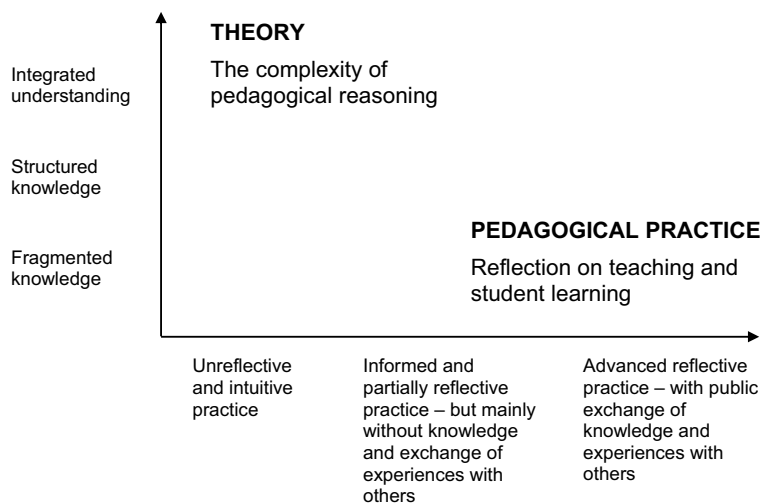 THEORY
The complexity of
pedagogical reasoning
Integrated
understanding
Structured
knowledge
Fragmented
knowledge
PEDAGOGICAL PRACTICE
Reflection on teaching and
student learning
Unreflective
and intuitive
practice
Informed and
partially reflective
practice – but mainly
without knowledge
and exchange of
experiences with
others
Advanced reflective
practice – with public
exchange of
knowledge and
experiences with
others